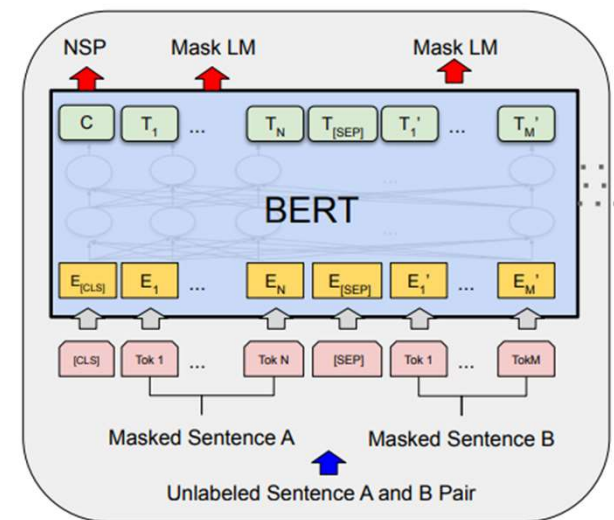 NSP Mask LM Mask LM
C T1 ... TN T[SEP] T1' ... TM'
...
BERT
...
E[CLS] E1 ... EN E[SEP] E1' ... EM'
[CLS] Tok 1 ... Tok N [SEP] Tok 1 ... TokM
Masked Sentence A Masked Sentence B
Unlabeled Sentence A and B Pair